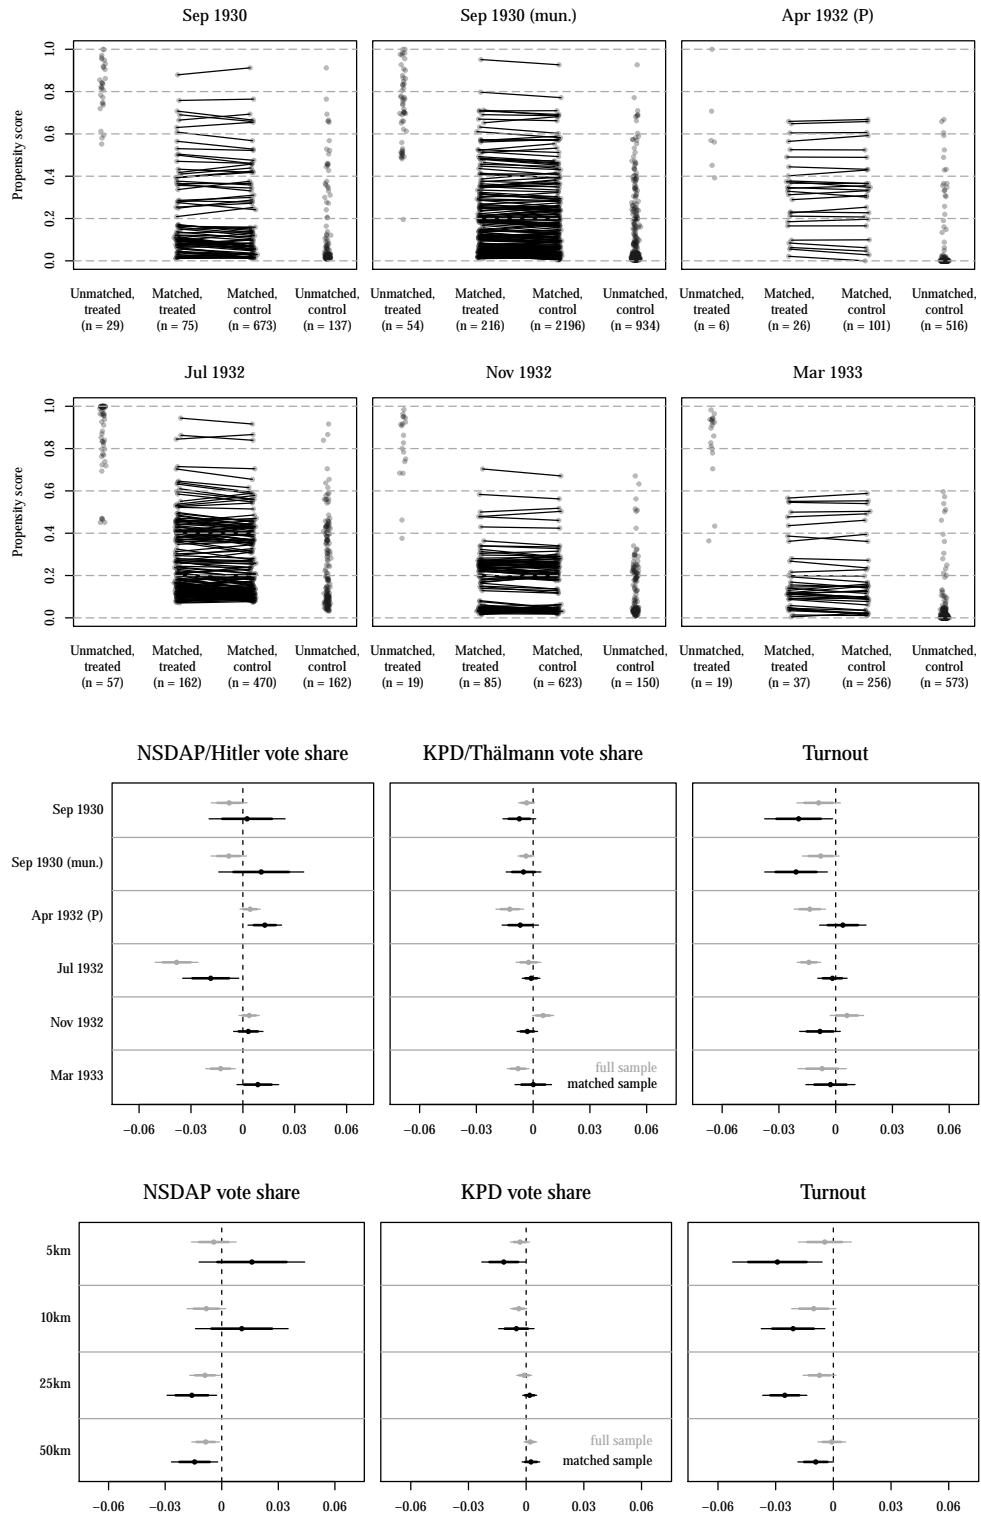 Sep 1930 Sep 1930 (mun.) Apr 1932 (P)
Propensity score
1.0
0.8
0.6
0.4
0.2
0.0
Unmatched, Matched, Matched, Unmatched, Unmatched, Matched, Matched, Unmatched, Unmatched, Matched, Matched, Unmatched,
treated treated control control treated treated control control treated treated control control
(n = 29) (n = 75) (n = 673) (n = 137) (n = 54) (n = 216) (n = 2196) (n = 934) (n = 6) (n = 26) (n = 101) (n = 516)
Jul 1932 Nov 1932 Mar 1933
Propensity score
1.0
0.8
0.6
0.4
0.2
0.0
Unmatched, Matched, Matched, Unmatched, Unmatched, Matched, Matched, Unmatched, Unmatched, Matched, Matched, Unmatched,
treated treated control control treated treated control control treated treated control control
(n = 57) (n = 162) (n = 470) (n = 162) (n = 19) (n = 85) (n = 623) (n = 150) (n = 19) (n = 37) (n = 256) (n = 573)
NSDAP/Hitler vote share KPD/Thälmann vote share Turnout
Sep 1930
Sep 1930 (mun.)
Apr 1932 (P)
Jul 1932
Nov 1932
Mar 1933
full sample
matched sample
−0.06 −0.03 0 0.03 0.06 −0.06 −0.03 0 0.03 0.06 −0.06 −0.03 0 0.03 0.06
NSDAP vote share KPD vote share Turnout
5km
10km
25km
50km
full sample
matched sample
−0.06 −0.03 0 0.03 0.06 −0.06 −0.03 0 0.03 0.06 −0.06 −0.03 0 0.03 0.06